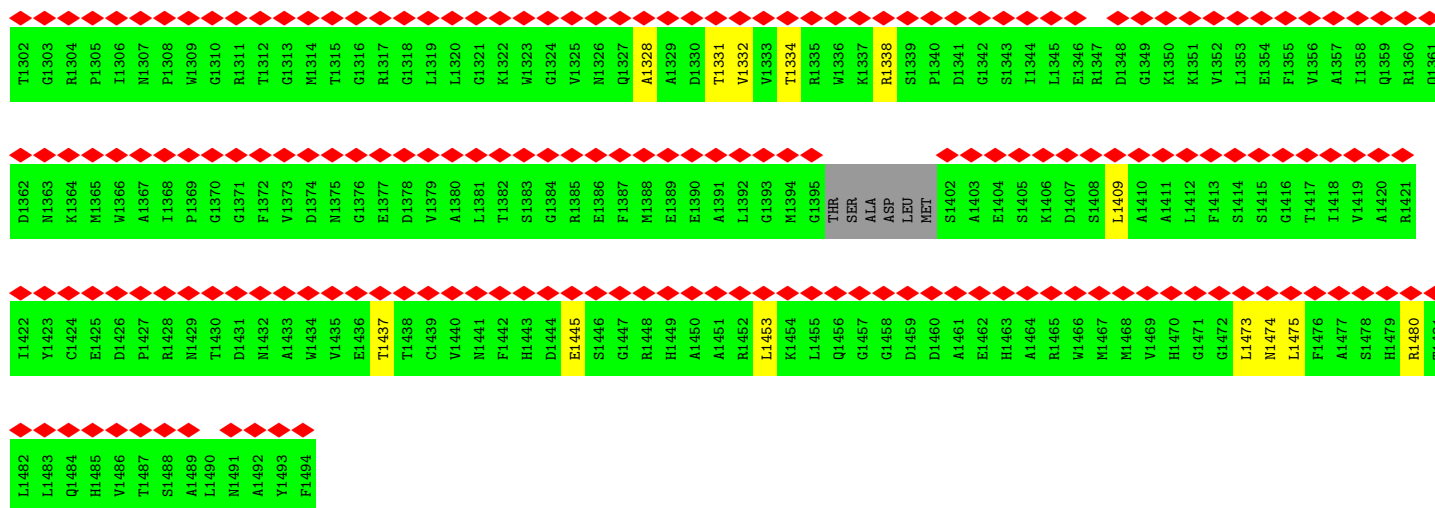 T1302 G1303 R1304 P1305 I1306 N1307 P1308 W1309 G1310 R1311 T1312 G1313 M1314 T1315 G1316 R1317 G1318 L1319 L1320 G1321 K1322 W1323 G1324 V1325 N1326 Q1327 A1328 A1329 D1330 T1331 V1332 V1333 T1334 R1335 W1336 K1337 R1338 S1339 P1340 D1341 G1342 S1343 I1344 L1345 E1346 R1347 D1348 G1349 K1350 K1351 V1352 L1353 E1354 F1355 V1356 A1357 I1358 Q1359 R1360 Q1361
D1362 N1363 K1364 M1365 W1366 A1367 I1368 P1369 G1370 G1371 F1372 V1373 D1374 N1375 G1376 E1377 D1378 V1379 A1380 L1381 T1382 S1383 G1384 R1385 E1386 F1387 M1388 E1389 E1390 A1391 L1392 G1393 M1394 G1395 THR SER ALA ASP LEU MET S1402 A1403 E1404 S1405 K1406 D1407 S1408 L1409 A1410 A1411 L1412 F1413 S1414 S1415 G1416 T1417 I1418 V1419 A1420 R1421
I1422 Y1423 C1424 E1425 D1426 P1427 R1428 N1429 T1430 D1431 N1432 A1433 W1434 V1435 E1436 T1437 T1438 C1439 V1440 N1441 F1442 H1443 D1444 E1445 S1446 G1447 R1448 H1449 A1450 A1451 R1452 L1453 K1454 L1455 Q1456 G1457 G1458 D1459 D1460 A1461 E1462 H1463 A1464 R1465 W1466 M1467 M1468 V1469 H1470 G1471 G1472 L1473 N1474 L1475 F1476 A1477 S1478 H1479 R1480
L1482 L1483 Q1484 H1485 V1486 T1487 S1488 A1489 L1490 N1491 A1492 Y1493 F1494